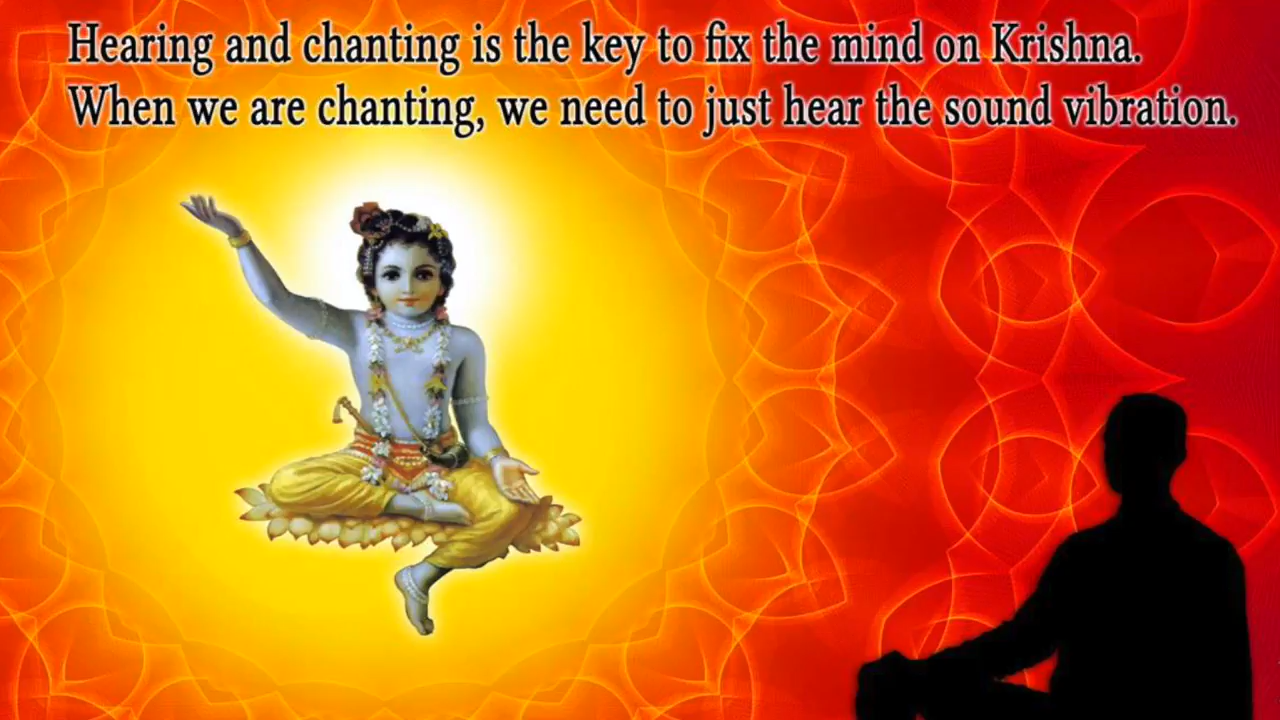 Hearing and chanting is the key to fix the mind on Krishna.
When we are chanting, we need to just hear the sound vibration.